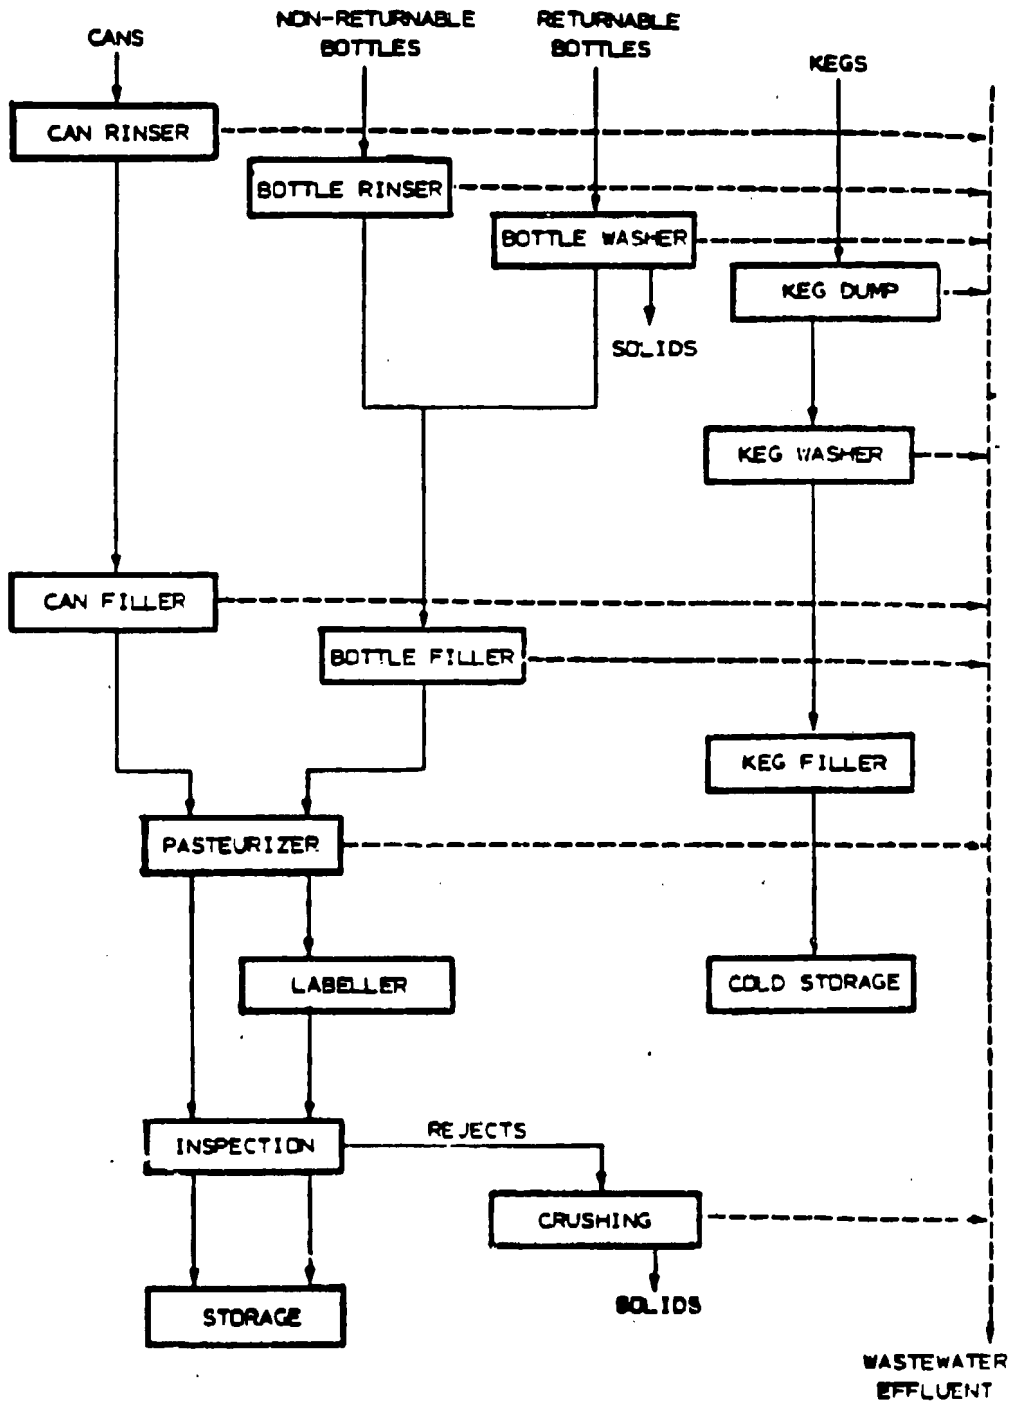 CANS
NON-RETURNABLE
BOTTLES
RETURNABLE
BOTTLES
KEGS
CAN RINSER
BOTTLE RINSER
BOTTLE WASHER
KEG DUMP
SOLIDS
KEG WASHER
CAN FILLER
BOTTLE FILLER
KEG FILLER
PASTEURIZER
LABELLER
COLD STORAGE
INSPECTION
REJECTS
CRUSHING
SOLIDS
STORAGE
WASTEWATER
EFFLUENT